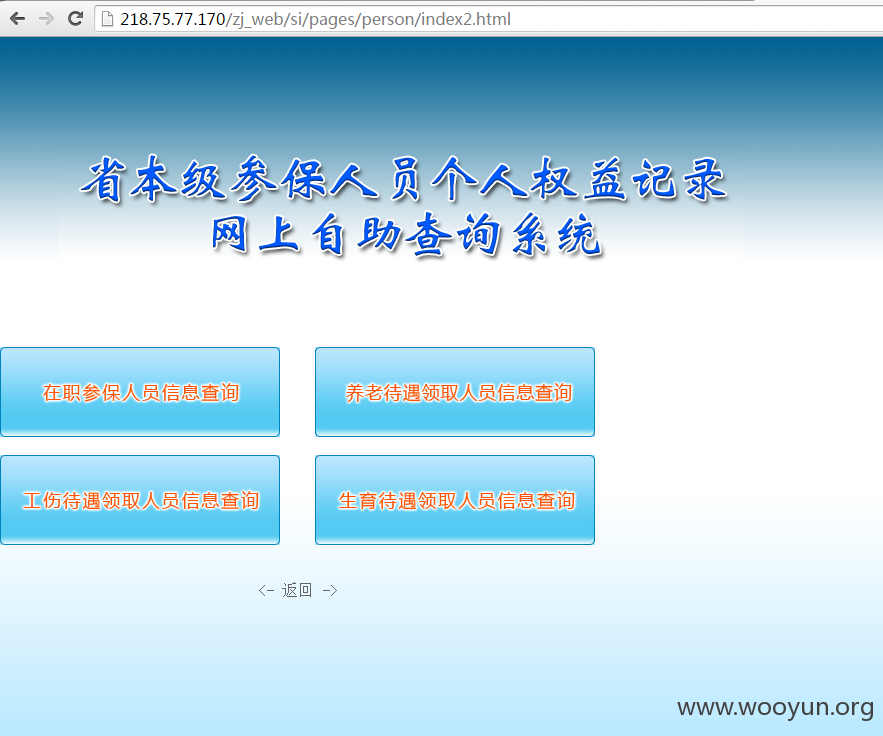 218.75.77.170/zj_web/si/pages/person/index2.html
省本级参保人员个人权益记录
网上自助查询系统
在职参保人员信息查询
养老待遇领取人员信息查询
工伤待遇领取人员信息查询
生育待遇领取人员信息查询
<- 返回 ->
www.wooyun.org